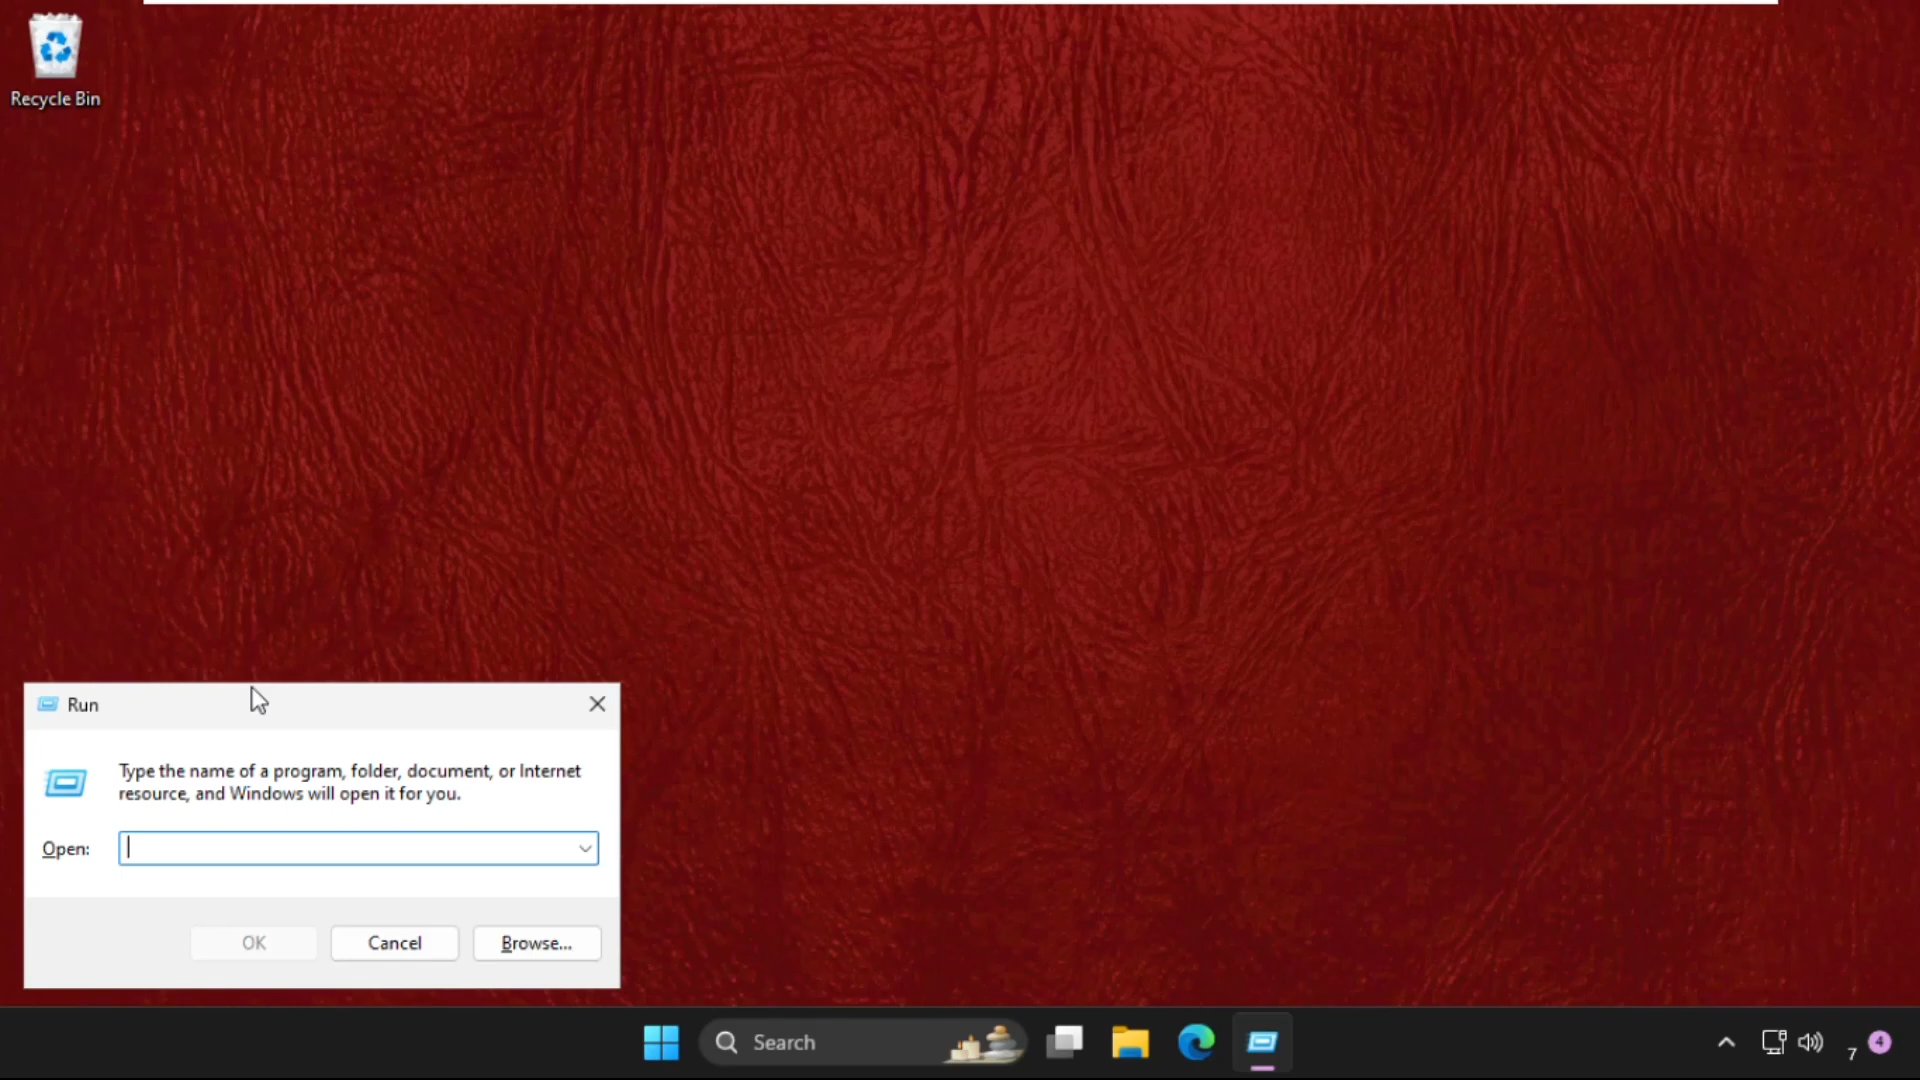 Recycle Bin
Run
Type the name of a program, folder, document, or Internet
resource, and Windows will open it for you.
Open:
OK
Cancel
Browse...
Search
7
4